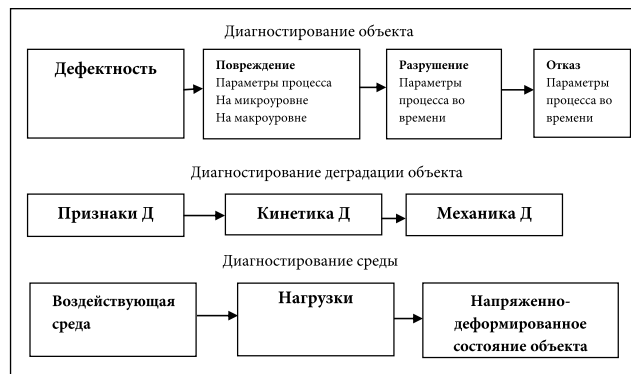 Диагностирование объекта
Дефектность
Повреждение
Параметры процесса
На микроуровне
На макроуровне
Разрушение
Параметры
процесса во
времени
Отказ
Параметры
процесса во
времени
Диагностирование деградации объекта
Признаки Д
Кинетика Д
Механика Д
Диагностирование среды
Воздействующая
среда
Нагрузки
Напряженно-
деформированное
состояние объекта